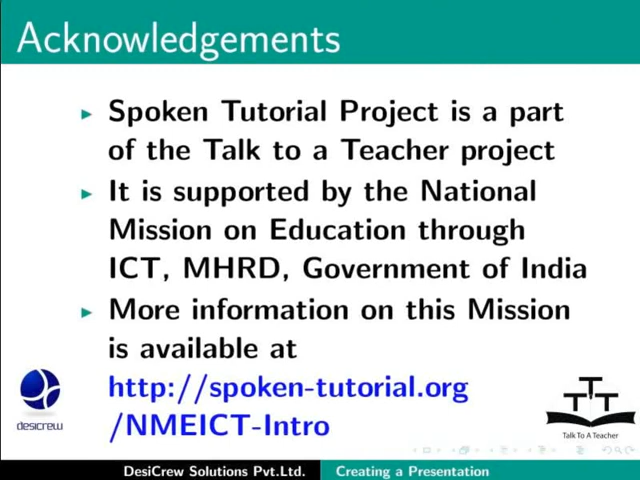 Acknowledgements
Spoken Tutorial Project is a part
of the Talk to a Teacher project
It is supported by the National
Mission on Education through
ICT, MHRD, Government of India
More information on this Mission
is available at
http://spoken-tutorial.org
/NMEICT-Intro
desicrew
TTT
Talk To A Teacher
DesiCrew Solutions Pvt.Ltd.
Creating a Presentation